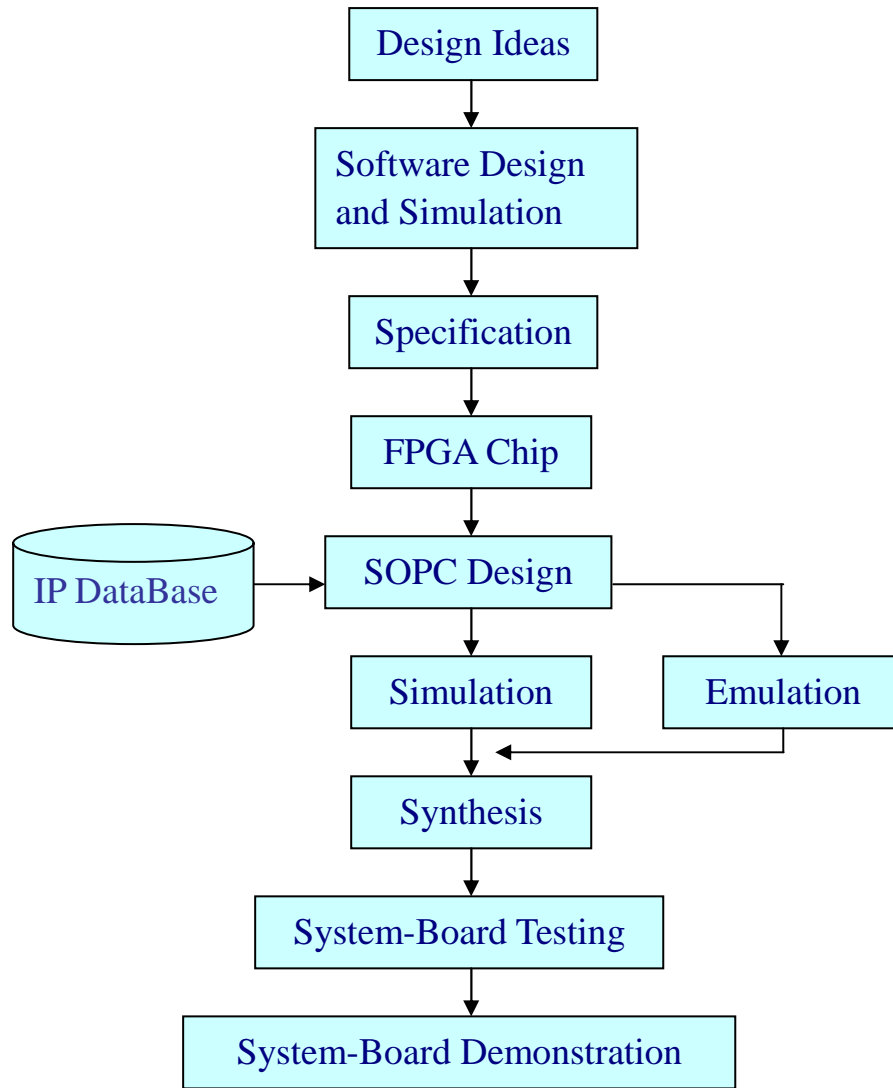 Design Ideas
Software Design
and Simulation
Specification
FPGA Chip
IP DataBase
SOPC Design
Simulation
Emulation
Synthesis
System-Board Testing
System-Board Demonstration